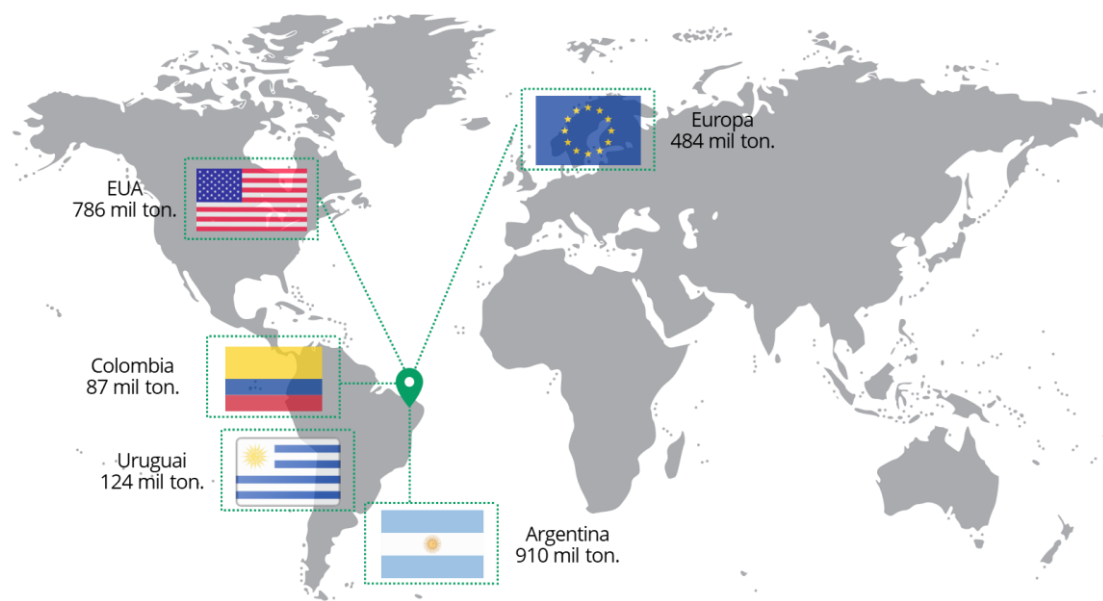 Europa
484 mil ton.
EUA
786 mil ton.
Colombia
87 mil ton.
Uruguai
124 mil ton.
Argentina
910 mil ton.